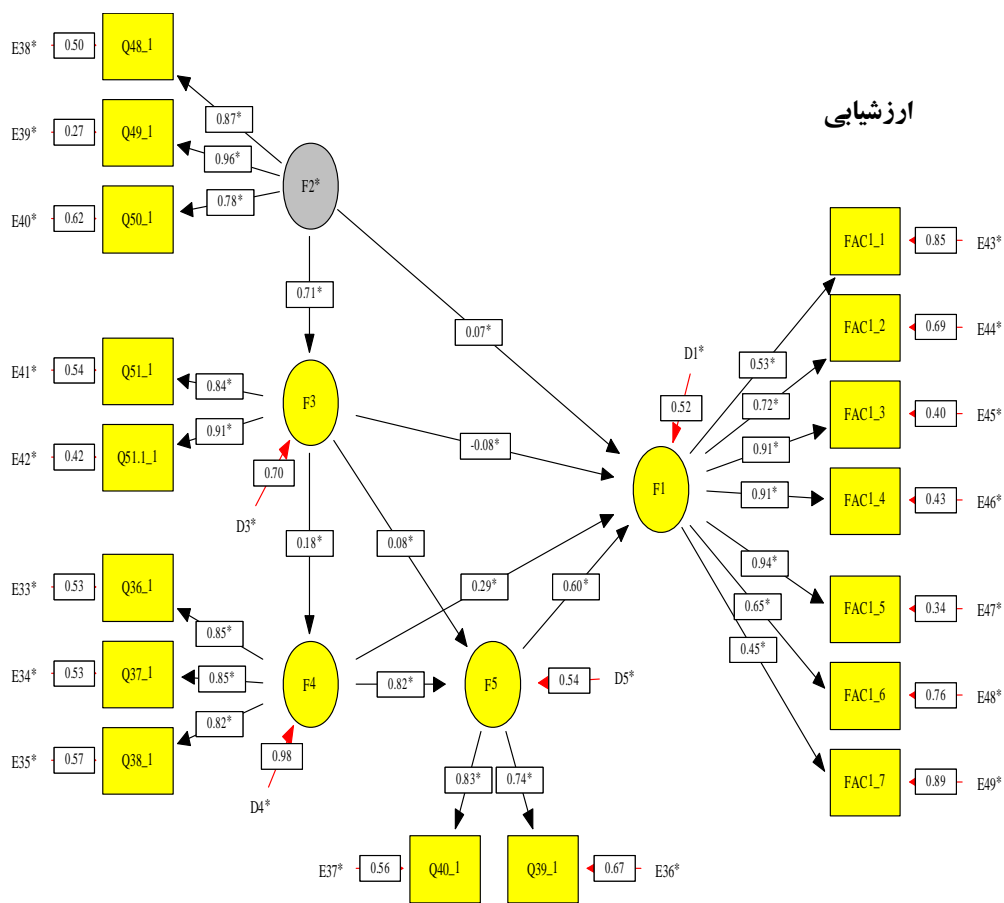 E38* 0.50 Q48_1
0.87*
E39* 0.27 Q49_1
0.96*
F2*
E40* 0.62 Q50_1
0.78*
ارزشیابی
0.71*
0.07*
FAC1_1 0.85 E43*
FAC1_2 0.69 E44*
D1*
0.53*
E41* 0.54 Q51_1
0.84*
F3
0.52
0.72*
FAC1_3 0.40 E45*
E42* 0.42 Q51.1_1
0.91*
-0.08*
0.91*
0.70
D3*
F1
0.91*
FAC1_4 0.43 E46*
0.18*
0.08*
0.94*
E33* 0.53 Q36_1
0.85*
0.29*
0.60*
0.65*
FAC1_5 0.34 E47*
0.45*
E34* 0.53 Q37_1
0.85*
F4
0.82*
F5
0.54 D5*
FAC1_6 0.76 E48*
E35* 0.57 Q38_1
0.82*
0.98
D4*
0.83*
0.74*
FAC1_7 0.89 E49*
E37* 0.56 Q40_1
Q39_1 0.67 E36*